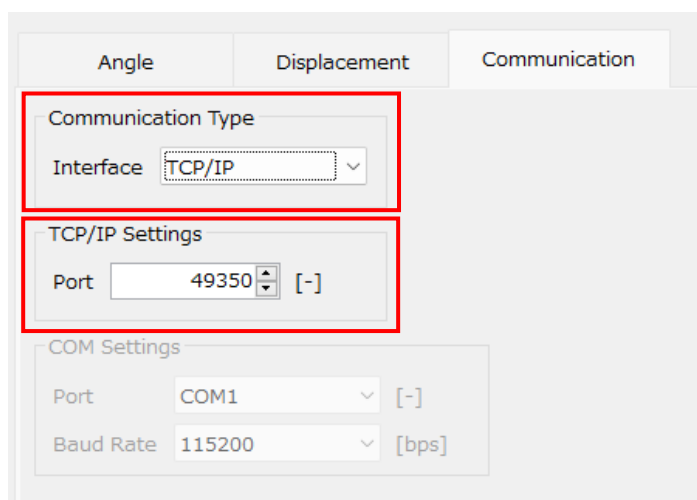 Angle Displacement Communication
Communication Type
Interface TCP/IP
TCP/IP Settings
Port 49350 [-]
COM Settings
Port COM1 [-]
Baud Rate 115200 [bps]